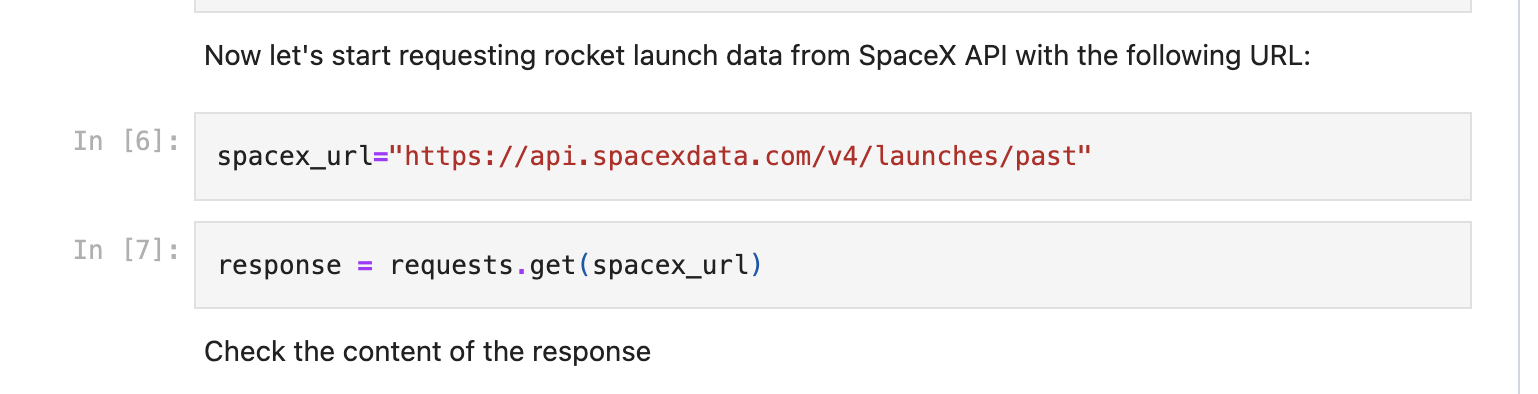 Now let's start requesting rocket launch data from SpaceX API with the following URL:
In [6]:
spacex_url="https://api.spacexdata.com/v4/launches/past"
In [7]:
response = requests.get(spacex_url)
Check the content of the response